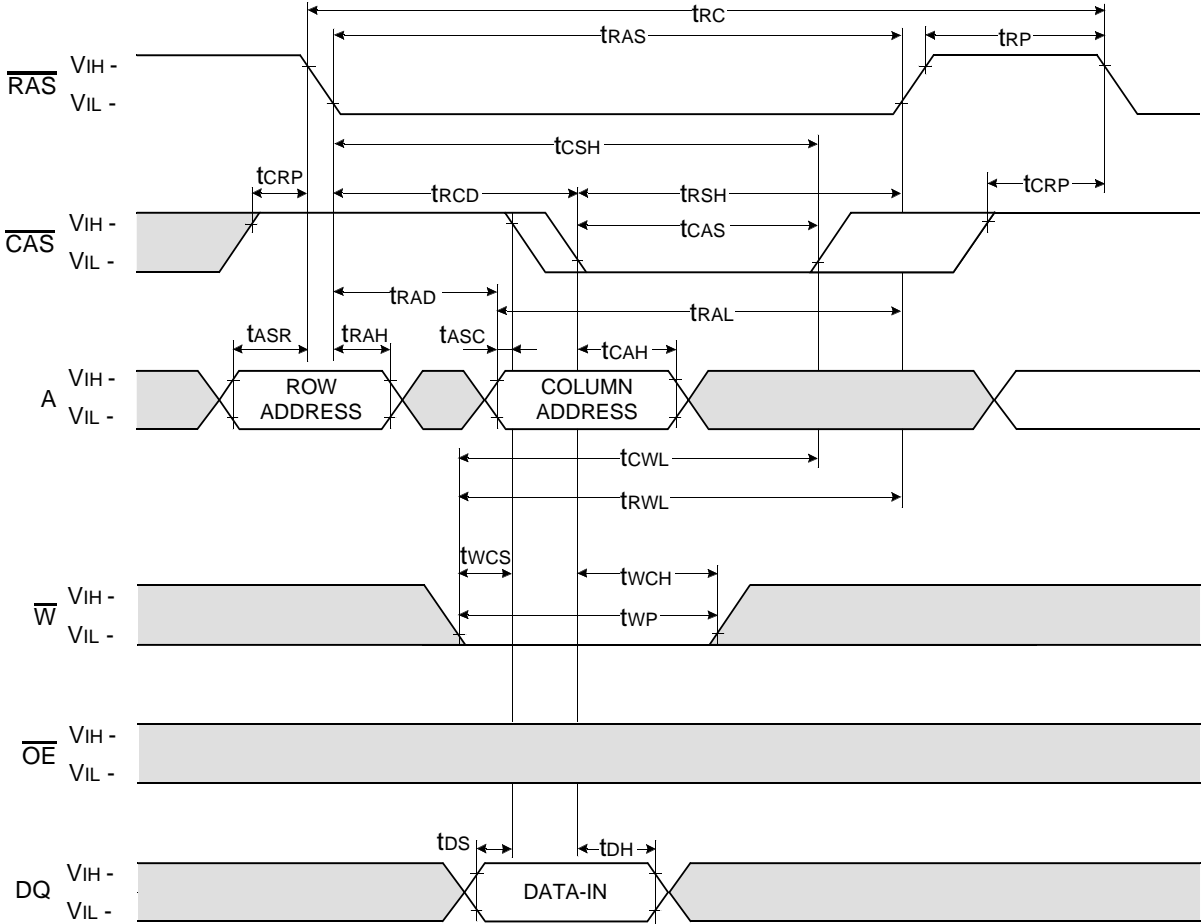 tRC
tRAS
tRP
RAS
VIH -
VIL -
tCSH
tCRP
tRCD
tRSH
tCRP
CAS
VIH -
VIL -
tCAS
tRAD
tRAL
tASR
tRAH
tASC
tCAH
A
VIH -
VIL -
ROW
ADDRESS
COLUMN
ADDRESS
tCWL
tRWL
tWCS
tWCH
W
VIH -
VIL -
tWP
OE
VIH -
VIL -
tDS
tDH
DQ
VIH -
VIL -
DATA-IN